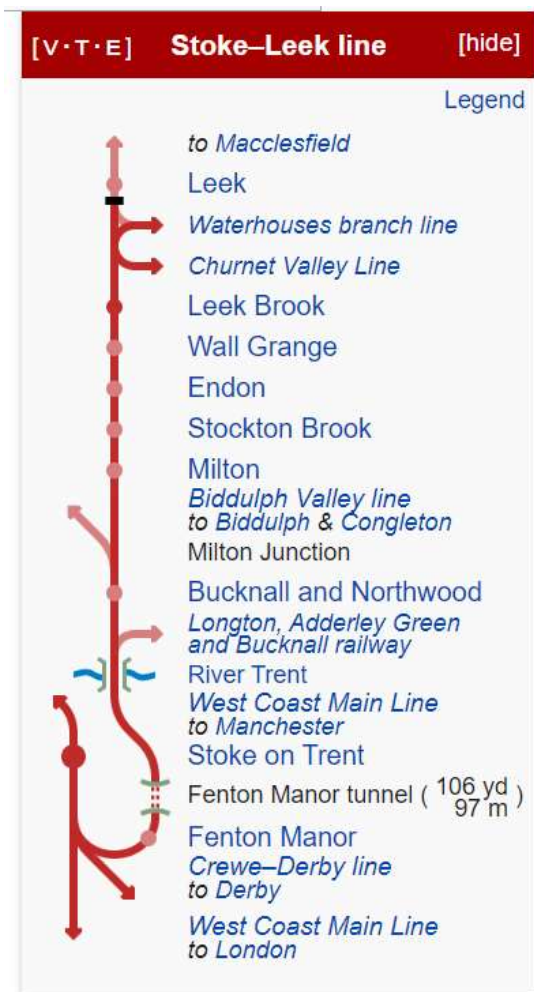 [V·T·E] Stoke–Leek line [hide]
Legend
to Macclesfield
Leek
Waterhouses branch line
Churnet Valley Line
Leek Brook
Wall Grange
Endon
Stockton Brook
Milton
Biddulph Valley line
to Biddulph & Congleton
Milton Junction
Bucknall and Northwood
Longton, Adderley Green
and Bucknall railway
River Trent
West Coast Main Line
to Manchester
Stoke on Trent
Fenton Manor tunnel ( 106 yd
97 m )
Fenton Manor
Crewe–Derby line
to Derby
West Coast Main Line
to London